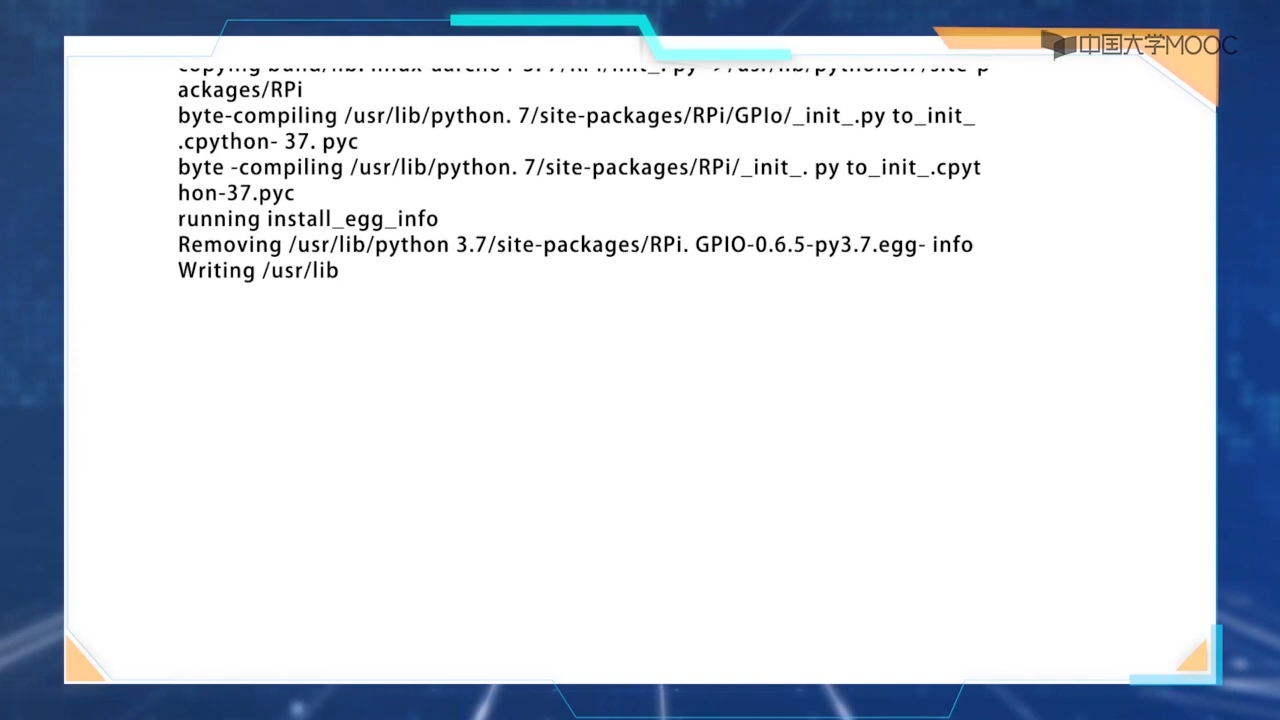 中国大学MOOC
ackages/RPi
byte-compiling /usr/lib/python. 7/site-packages/RPi/GPIo/_init_.py to_init_
.cpython- 37. pyc
byte -compiling /usr/lib/python. 7/site-packages/RPi/_init_. py to_init_.cpyt
hon-37.pyc
running install_egg_info
Removing /usr/lib/python 3.7/site-packages/RPi. GPIO-0.6.5-py3.7.egg- info
Writing /usr/lib